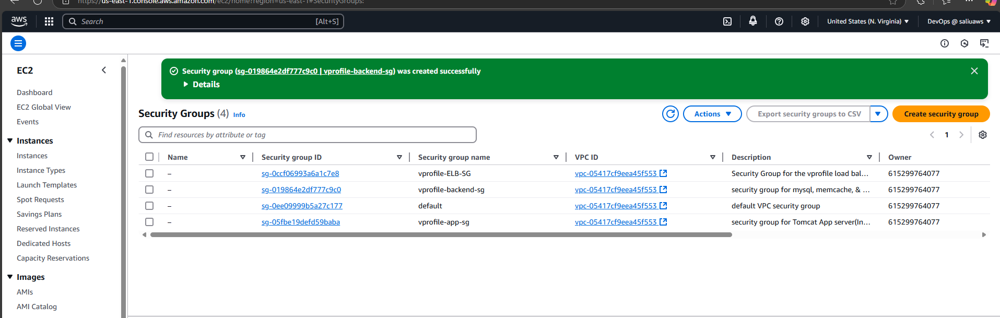 https://us-east-1.console.aws.amazon.com/ec2/home?region=us-east-1#SecurityGroups:
aws
Search [Alt+S]
United States (N. Virginia)
DevOps @ saliuaws
EC2
Dashboard
EC2 Global View
Events
Instances
Instances
Instance Types
Launch Templates
Spot Requests
Savings Plans
Reserved Instances
Dedicated Hosts
Capacity Reservations
Images
AMIs
AMI Catalog
Security group (sg-019864e2df777c9c0 | vprofile-backend-sg) was created successfully
Details
Security Groups (4) Info
Actions
Export security groups to CSV
Create security group
Find resources by attribute or tag
1
Name Security group ID Security group name VPC ID Description Owner
– sg-0ccf06993a6a1c7e8 vprofile-ELB-SG vpc-05417cf9eea45f553 Security Group for the vprofile load bal... 615299764077
– sg-019864e2df777c9c0 vprofile-backend-sg vpc-05417cf9eea45f553 security group for mysql, memcache, & ... 615299764077
– sg-0ee09999b5a27c177 default vpc-05417cf9eea45f553 default VPC security group 615299764077
– sg-05fbe19defd59baba vprofile-app-sg vpc-05417cf9eea45f553 security group for Tomcat App server(In... 615299764077